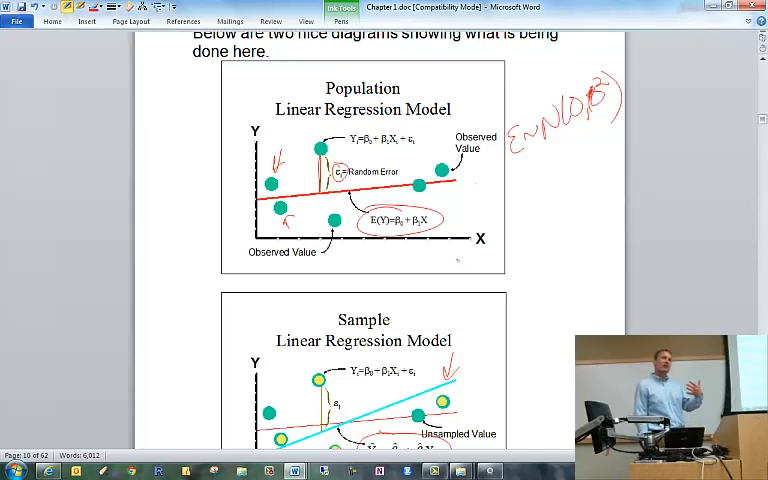 Ink Tools
Chapter 1.doc [Compatibility Mode] - Microsoft Word
File Home Insert Page Layout References Mailings Review View Pens
Below are two nice diagrams showing what is being
done here.
Population
Linear Regression Model
Y
Yᵢ=β₀ + β₁Xᵢ + εᵢ
Observed
Value
εᵢ=Random Error
E(Y)=β₀ + β₁X
X
Observed Value
ε~N(0,σ²)
Sample
Linear Regression Model
Y
Yᵢ=β₀ + β₁Xᵢ + εᵢ
εᵢ
Unsampled Value
Page: 10 of 62 Words: 6,012